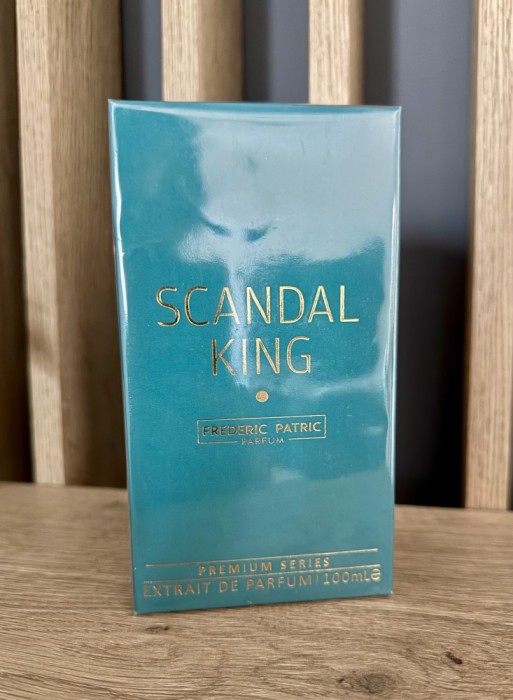 SCANDAL
KING
FREDERIC PATRIC
PARFUM
PREMIUM SERIES
EXTRAIT DE PARFUM | 100mL℮